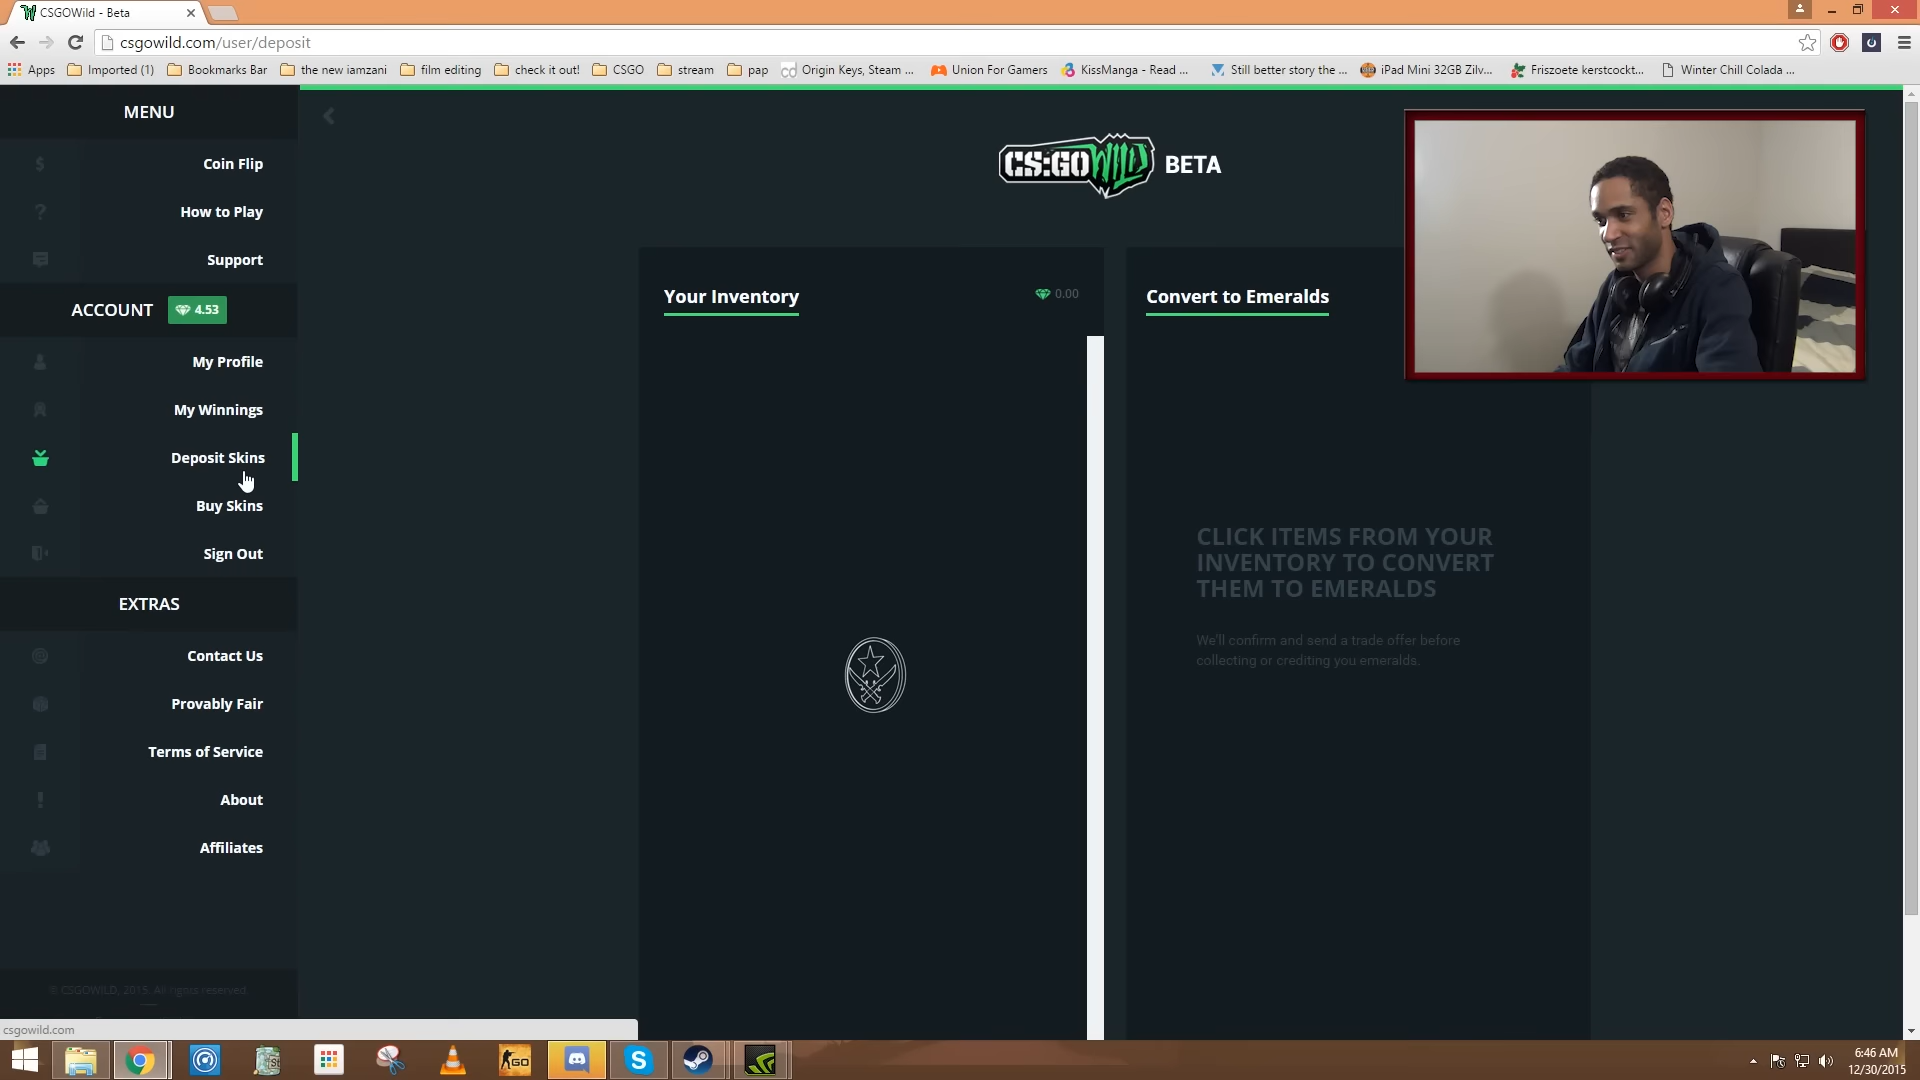 CSGOWild - Beta
csgowild.com/user/deposit
Apps Imported (1) Bookmarks Bar the new iamzani film editing check it out! CSGO stream pap Origin Keys, Steam ... Union For Gamers KissManga - Read ... Still better story the ... iPad Mini 32GB Zilv... Friszoete kerstcockt... Winter Chill Colada ...
MENU
Coin Flip
How to Play
Support
ACCOUNT 4.53
My Profile
My Winnings
Deposit Skins
Buy Skins
Sign Out
EXTRAS
Contact Us
Provably Fair
Terms of Service
About
Affiliates
© CSGOWILD, 2015. All rights reserved.
csgowild.com
CS:GO WILD BETA
Your Inventory 0.00
Convert to Emeralds
CLICK ITEMS FROM YOUR
INVENTORY TO CONVERT
THEM TO EMERALDS
We'll confirm and send a trade offer before
collecting or crediting you emeralds.
6:46 AM
12/30/2015